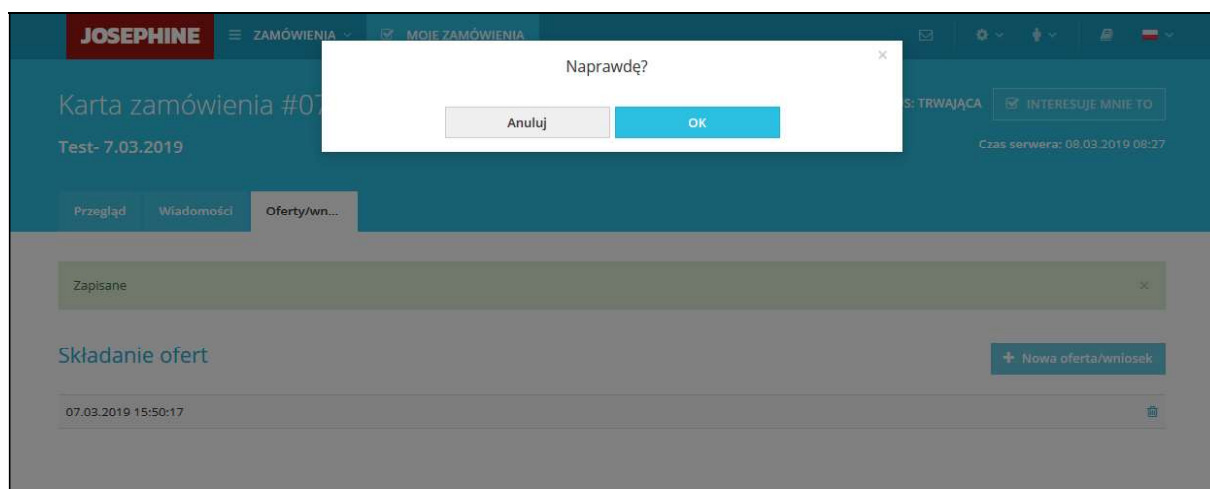 JOSEPHINE ZAMÓWIENIA MOJE ZAMÓWIENIA
Naprawdę?
Anuluj OK
Karta zamówienia #07
S: TRWAJĄCA INTERESUJE MNIE TO
Test- 7.03.2019
Czas serwera: 08.03.2019 08:27
Przegląd Wiadomości Oferty/wn...
Zapisane
Składanie ofert
+ Nowa oferta/wniosek
07.03.2019 15:50:17